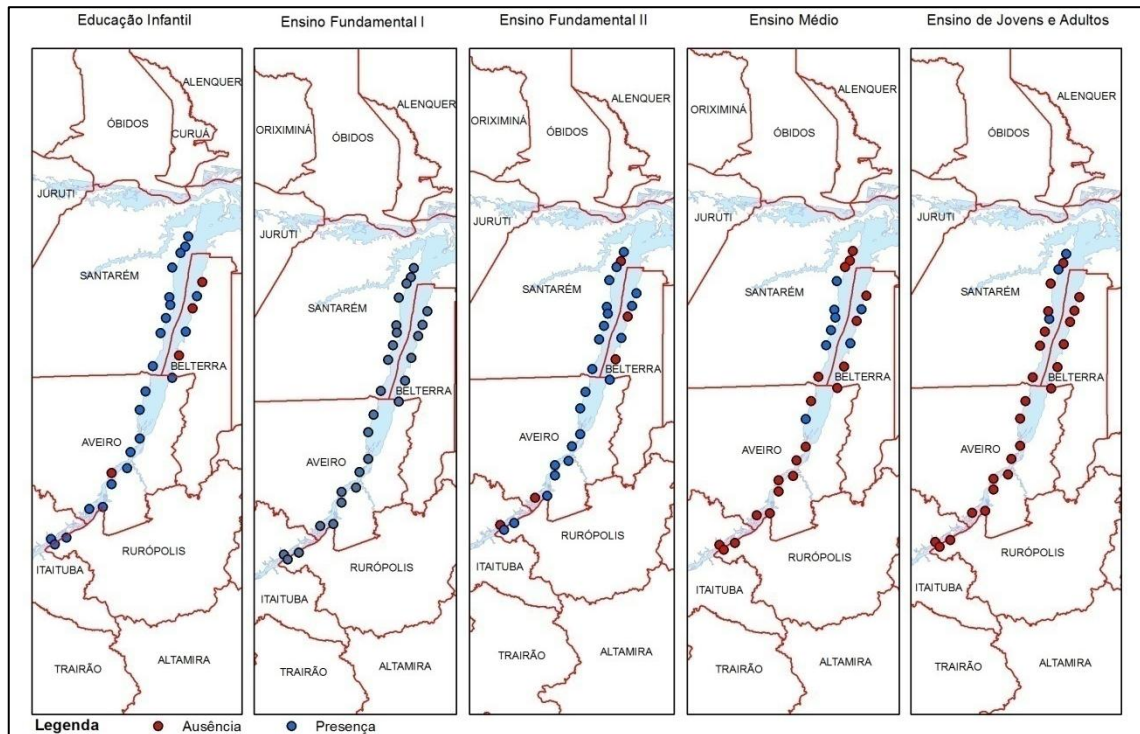 Educação Infantil
Ensino Fundamental I
Ensino Fundamental II
Ensino Médio
Ensino de Jovens e Adultos
ALENQUER
ÓBIDOS
CURUÁ
JURUTI
SANTARÉM
BELTERRA
AVEIRO
RURÓPOLIS
ITAITUBA
TRAIRÃO
ALTAMIRA
ORIXIMINÁ
ALENQUER
ÓBIDOS
JURUTI
SANTARÉM
BELTERRA
AVEIRO
RURÓPOLIS
ITAITUBA
TRAIRÃO
ALTAMIRA
ALENQUER
ORIXIMINÁ
ÓBIDOS
JURUTI
SANTARÉM
BELTERRA
AVEIRO
RURÓPOLIS
ITAITUBA
TRAIRÃO
ALTAMIRA
ALENQUER
ORIXIMINÁ
ÓBIDOS
JURUTI
SANTARÉM
BELTERRA
AVEIRO
RURÓPOLIS
ITAITUBA
TRAIRÃO
ALTAMIRA
ALENQUER
ÓBIDOS
JURUTI
SANTARÉM
BELTERRA
AVEIRO
RURÓPOLIS
ITAITUBA
TRAIRÃO
ALTAMIRA
Legenda
Ausência
Presença